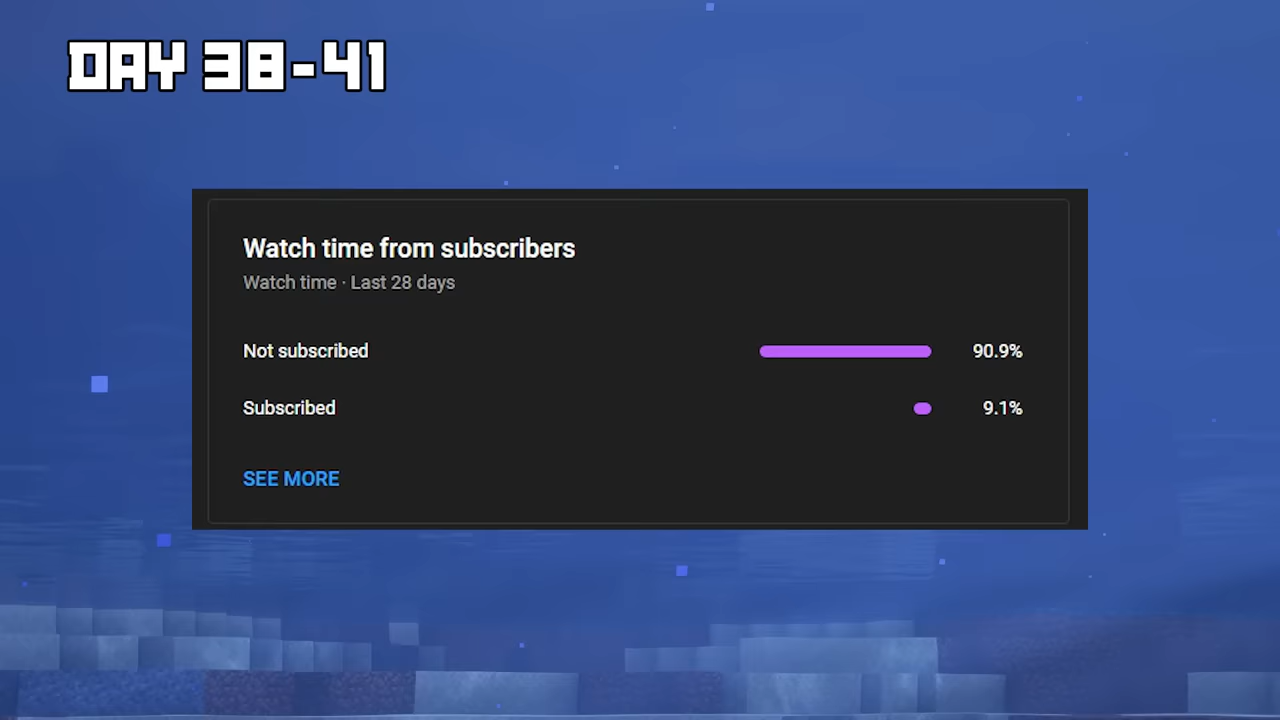 DAY 38-41
Watch time from subscribers
Watch time · Last 28 days
Not subscribed 90.9%
Subscribed 9.1%
SEE MORE